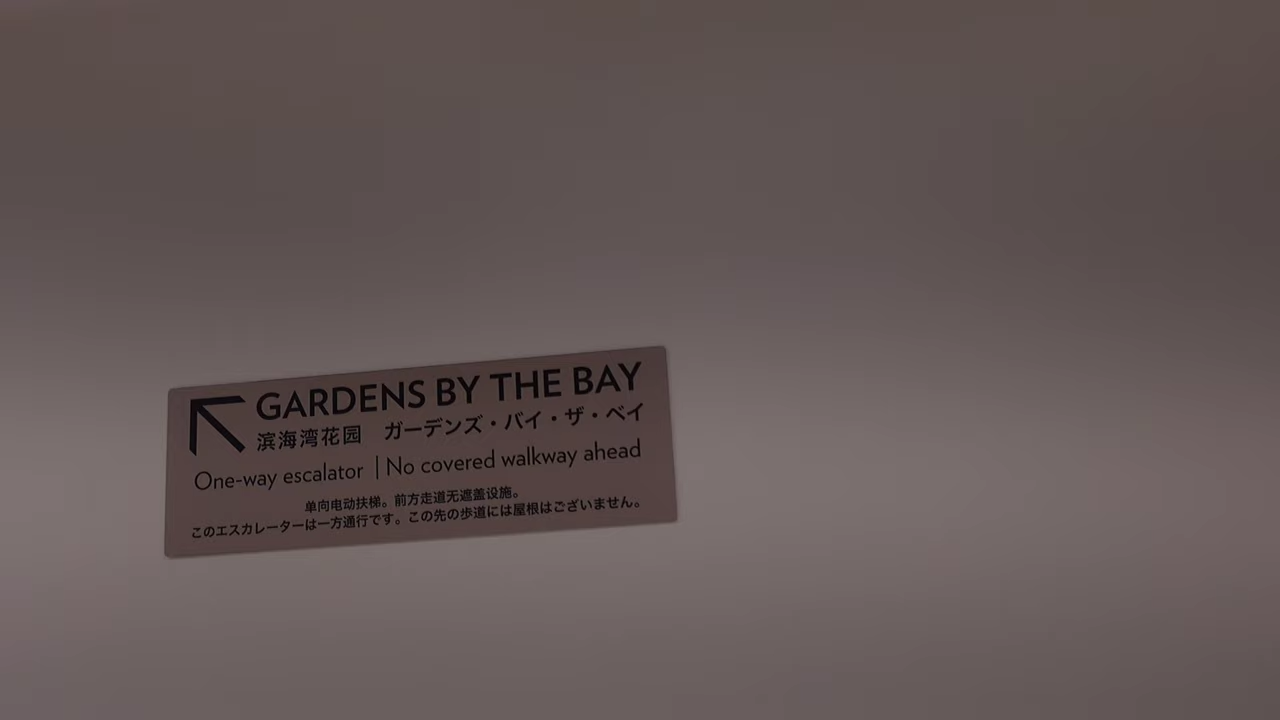 GARDENS BY THE BAY
滨海湾花园 ガーデンズ・バイ・ザ・ベイ
One-way escalator | No covered walkway ahead
单向电动扶梯。前方走道无遮盖设施。
このエスカレーターは一方通行です。この先の歩道には屋根はございません。